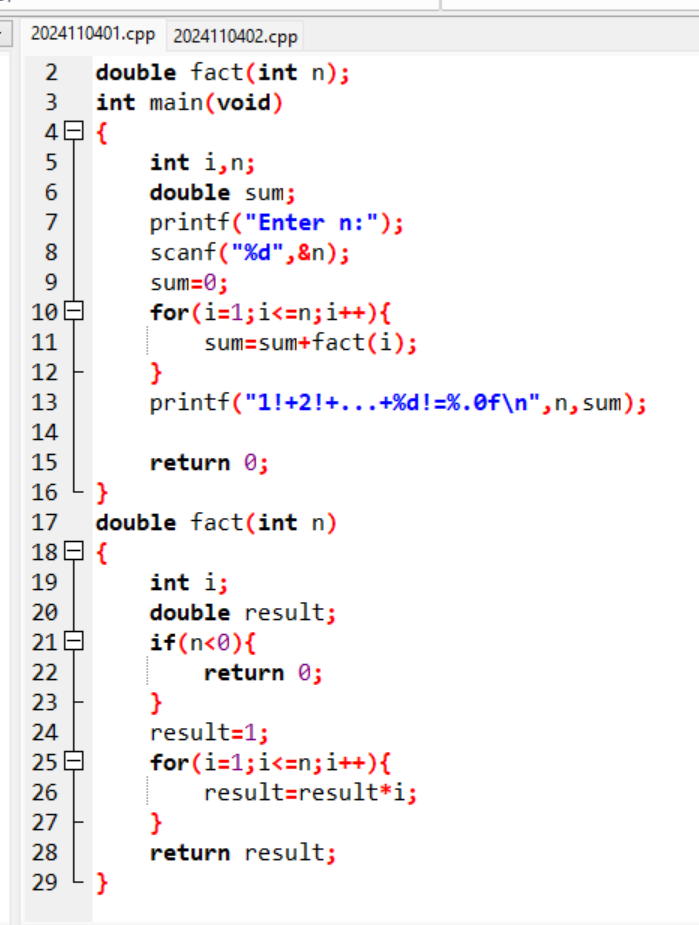 2024110401.cpp 2024110402.cpp
2 double fact(int n);
3 int main(void)
4 {
5 int i,n;
6 double sum;
7 printf("Enter n:");
8 scanf("%d",&n);
9 sum=0;
10 for(i=1;i<=n;i++){
11 sum=sum+fact(i);
12 }
13 printf("1!+2!+...+%d!=%.0f\n",n,sum);
14
15 return 0;
16 }
17 double fact(int n)
18 {
19 int i;
20 double result;
21 if(n<0){
22 return 0;
23 }
24 result=1;
25 for(i=1;i<=n;i++){
26 result=result*i;
27 }
28 return result;
29 }